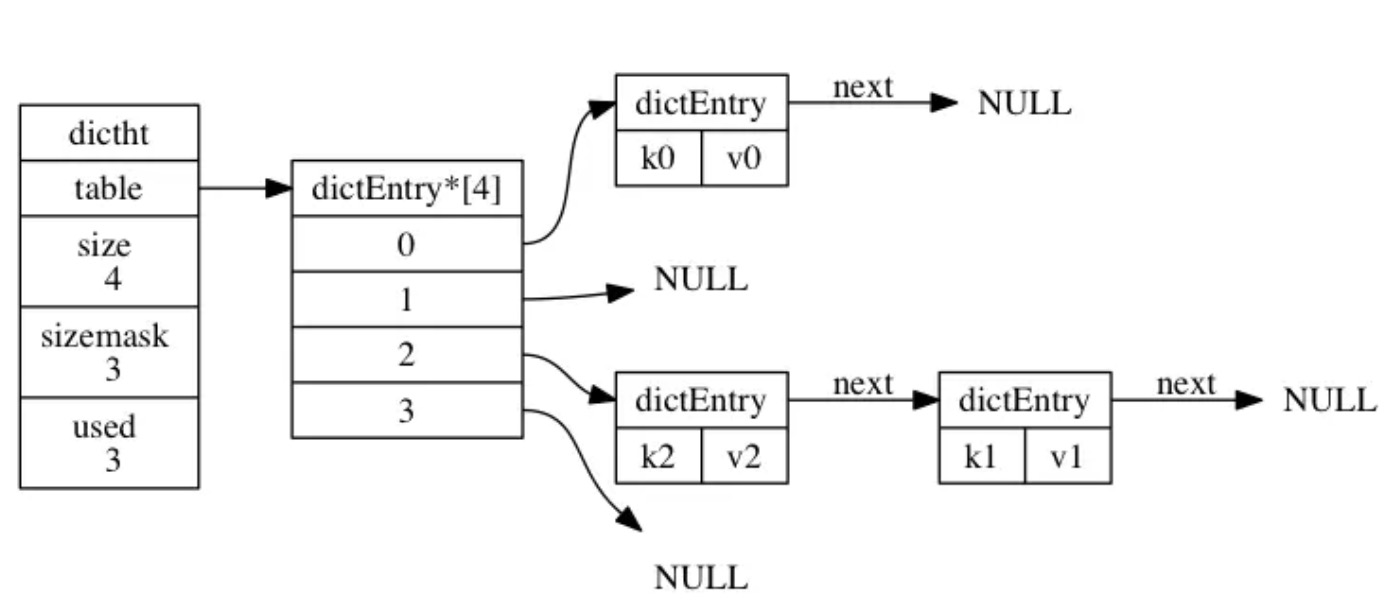 dictht
table
size
4
sizemask
3
used
3
dictEntry*[4]
0
1
2
3
dictEntry
k0 v0
next
NULL
NULL
dictEntry
k2 v2
next
dictEntry
k1 v1
next
NULL
NULL